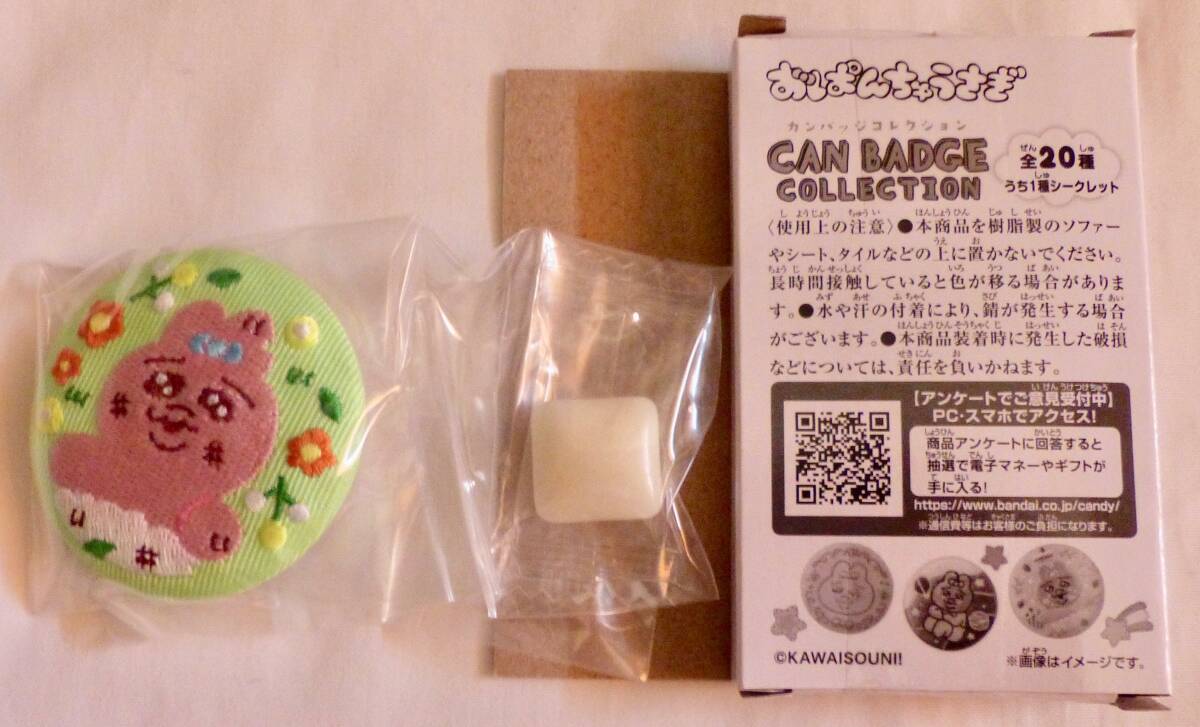 おぱんちゅうさぎ
カンバッジコレクション
CAN BADGE
COLLECTION
全20種
うち1種シークレット
〈使用上の注意〉●本商品を樹脂製のソファー
やシート、タイルなどの上に置かないでください。
長時間接触していると色が移る場合がありま
す。●水や汗の付着により、錆が発生する場合
がございます。●本商品装着時に発生した破損
などについては、責任を負いかねます。
【アンケートでご意見受付中】
PC・スマホでアクセス!
商品アンケートに回答すると
抽選で電子マネーやギフトが
手に入る!
https://www.bandai.co.jp/candy/
※通信費等はお客様のご負担になります。
©KAWAISOUNI!
※画像はイメージです。